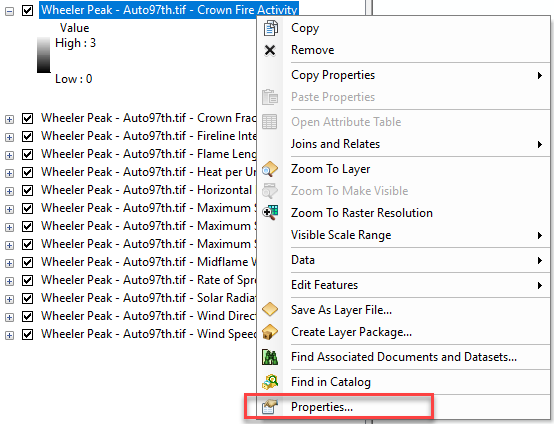 Wheeler Peak - Auto97th.tif - Crown Fire Activity
Value
High : 3
Low : 0
Wheeler Peak - Auto97th.tif - Crown Frac
Wheeler Peak - Auto97th.tif - Fireline Inte
Wheeler Peak - Auto97th.tif - Flame Leng
Wheeler Peak - Auto97th.tif - Heat per Un
Wheeler Peak - Auto97th.tif - Horizontal
Wheeler Peak - Auto97th.tif - Maximum S
Wheeler Peak - Auto97th.tif - Maximum S
Wheeler Peak - Auto97th.tif - Maximum S
Wheeler Peak - Auto97th.tif - Midflame W
Wheeler Peak - Auto97th.tif - Rate of Spre
Wheeler Peak - Auto97th.tif - Solar Radiat
Wheeler Peak - Auto97th.tif - Wind Direct
Wheeler Peak - Auto97th.tif - Wind Speed
Copy
Remove
Copy Properties
Paste Properties
Open Attribute Table
Joins and Relates
Zoom To Layer
Zoom To Make Visible
Zoom To Raster Resolution
Visible Scale Range
Data
Edit Features
Save As Layer File...
Create Layer Package...
Find Associated Documents and Datasets...
Find in Catalog
Properties...